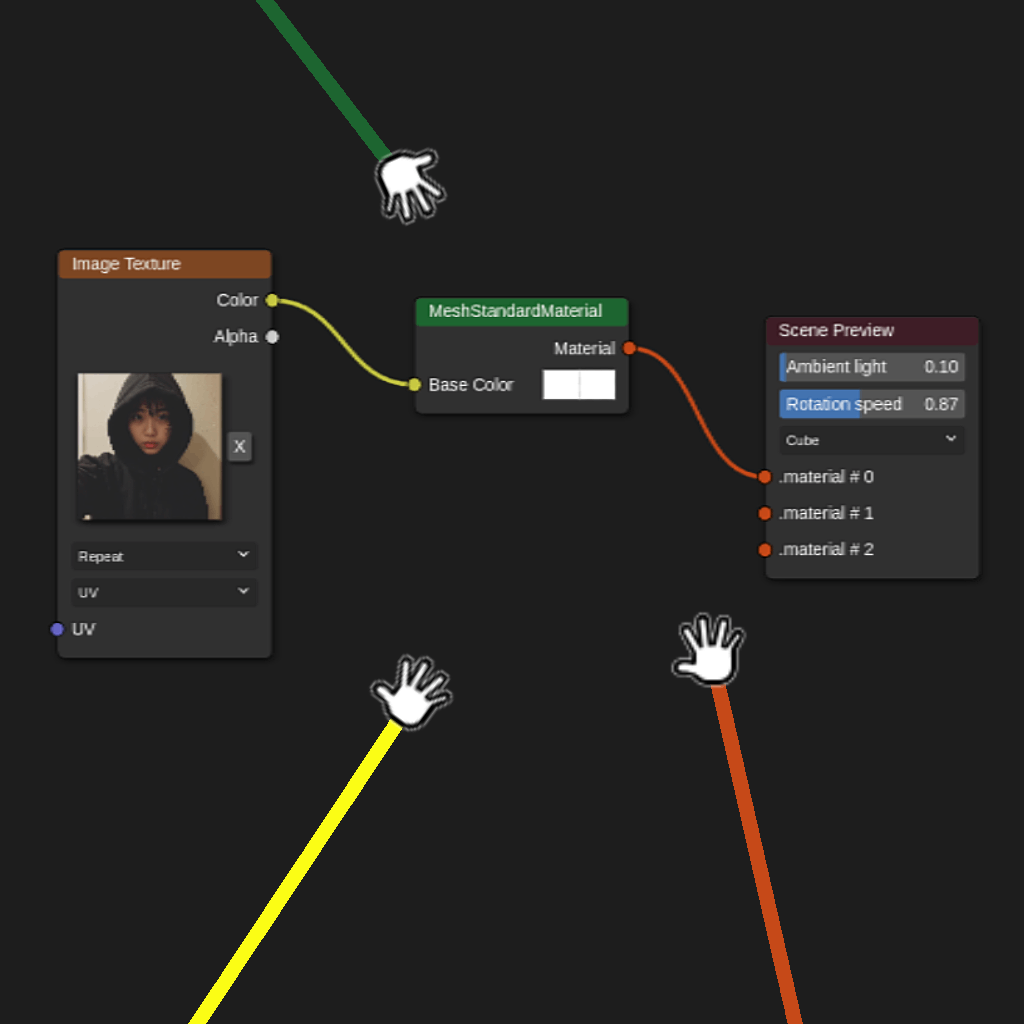 Image Texture
Color
Alpha
X
Repeat
UV
UV
MeshStandardMaterial
Material
Base Color
Scene Preview
Ambient light 0.10
Rotation speed 0.87
Cube
.material # 0
.material # 1
.material # 2